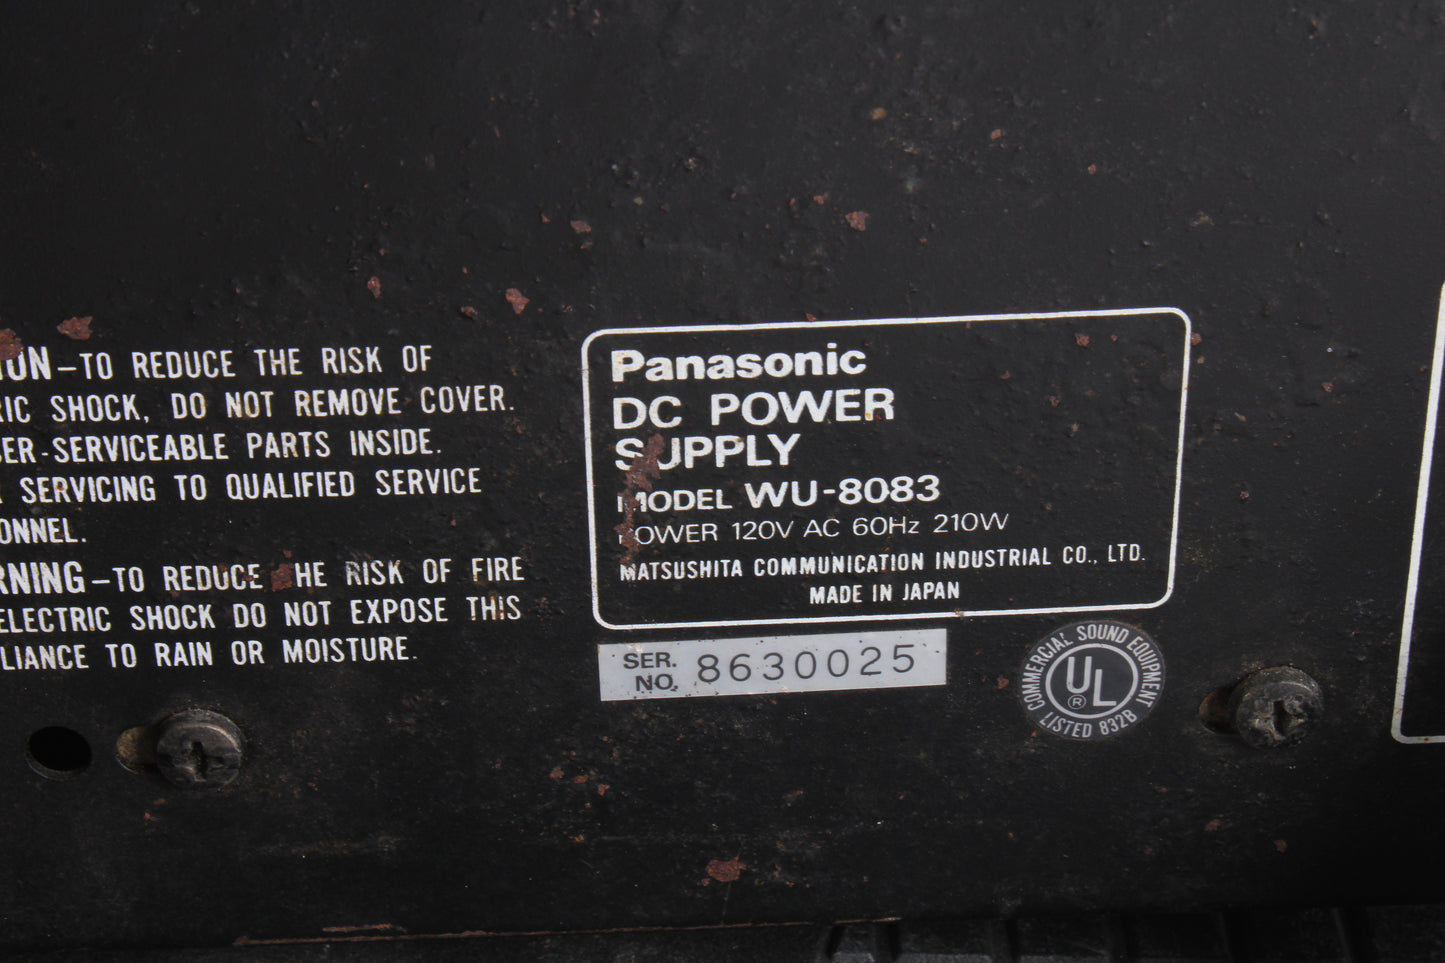 ION – TO REDUCE THE RISK OF
RIC SHOCK, DO NOT REMOVE COVER.
SER-SERVICEABLE PARTS INSIDE.
SERVICING TO QUALIFIED SERVICE
ONNEL.
RNING – TO REDUCE HE RISK OF FIRE
ELECTRIC SHOCK DO NOT EXPOSE THIS
LIANCE TO RAIN OR MOISTURE.
Panasonic
DC POWER
SUPPLY
MODEL WU-8083
POWER 120V AC 60Hz 210W
MATSUSHITA COMMUNICATION INDUSTRIAL CO., LTD.
MADE IN JAPAN
SER. NO. 8630025
COMMERCIAL SOUND EQUIPMENT
UL ®
LISTED 832B